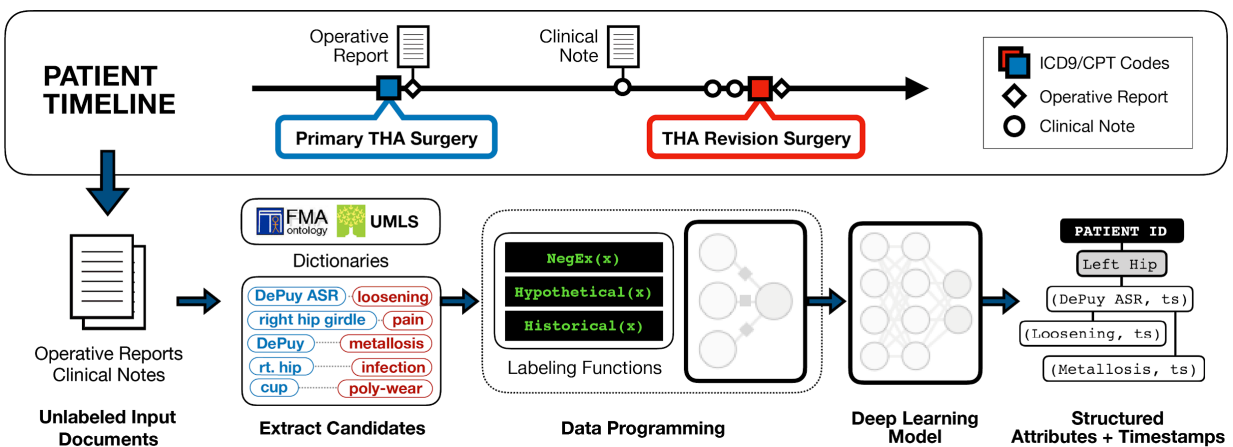 PATIENT
TIMELINE
Operative
Report
Clinical
Note
Primary THA Surgery
THA Revision Surgery
ICD9/CPT Codes
Operative Report
Clinical Note
FMA
ontology
UMLS
Dictionaries
DePuy ASR
loosening
right hip girdle
pain
DePuy
metallosis
rt. hip
infection
cup
poly-wear
NegEx(x)
Hypothetical(x)
Historical(x)
Labeling Functions
PATIENT ID
Left Hip
(DePuy ASR, ts)
(Loosening, ts)
(Metallosis, ts)
Operative Reports
Clinical Notes
Unlabeled Input
Documents
Extract Candidates
Data Programming
Deep Learning
Model
Structured
Attributes + Timestamps